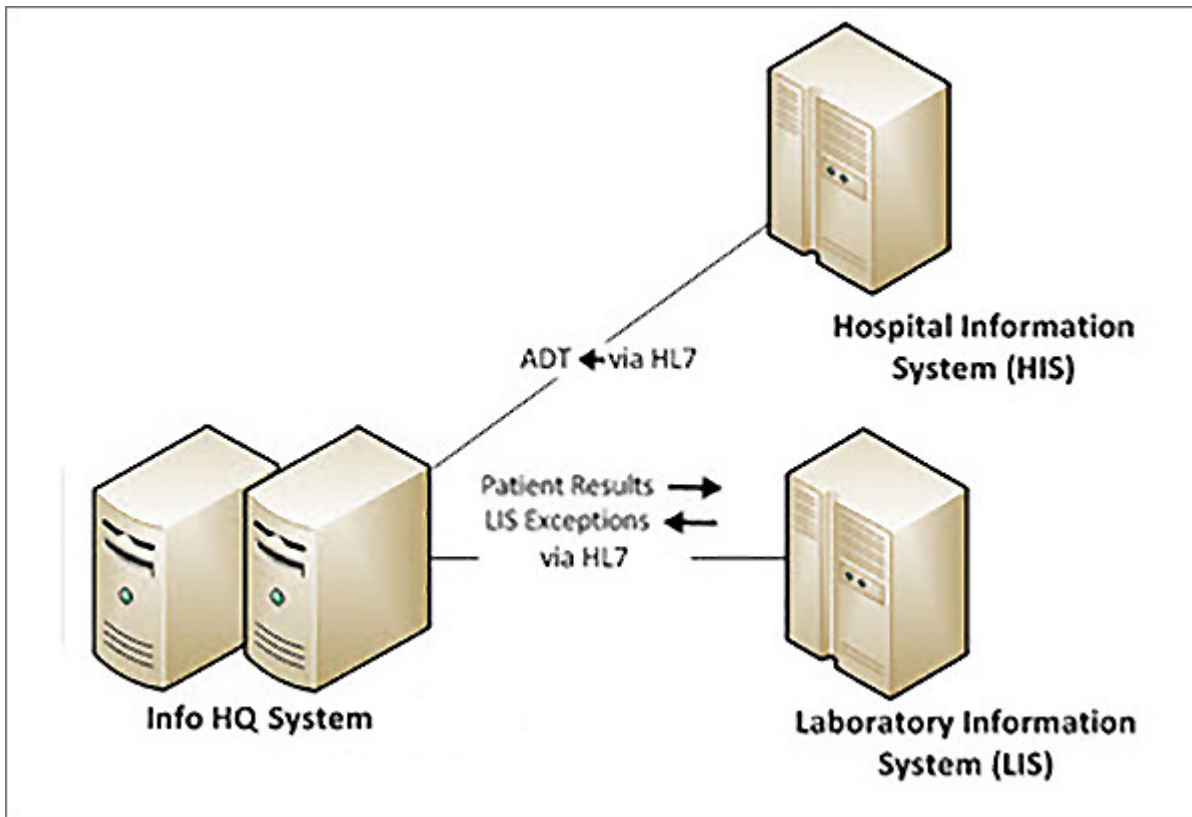 Hospital Information
System (HIS)
ADT via HL7
Patient Results
LIS Exceptions
via HL7
Info HQ System
Laboratory Information
System (LIS)